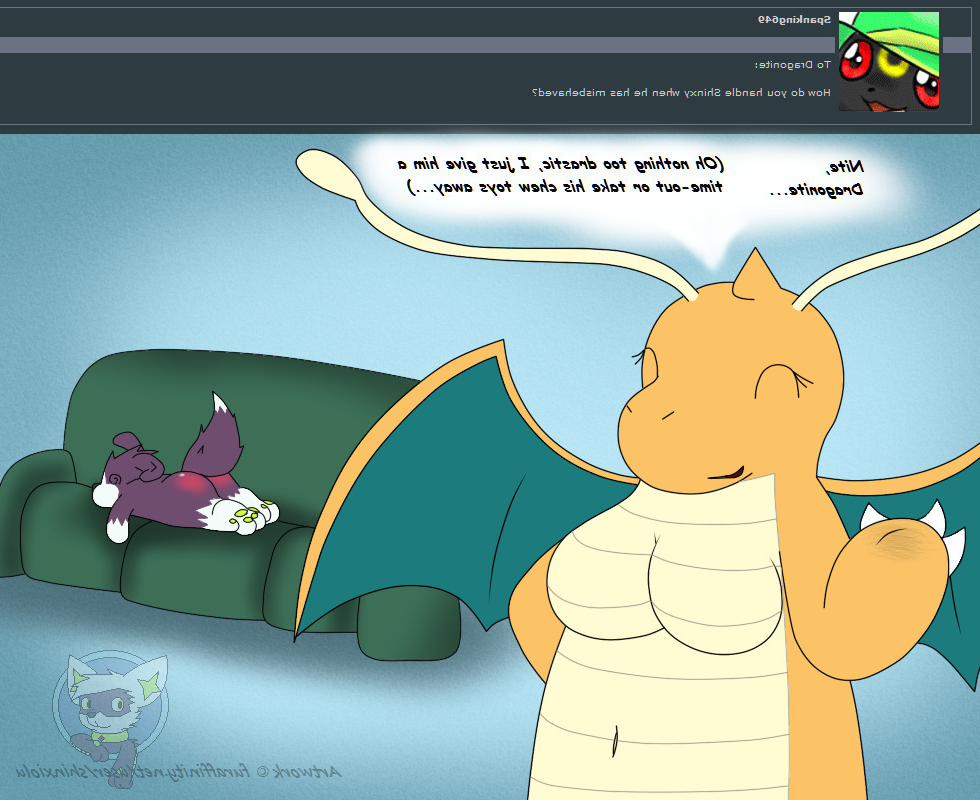 Spanking649
To Dragonite:
How do you handle Shinxy when he has misbehaved?
Nite,
Dragonite...
(Oh nothing too drastic, I just give him a
time-out or take his chew toys away...)
Artwork © furaffinity.net/user/shinxiolu